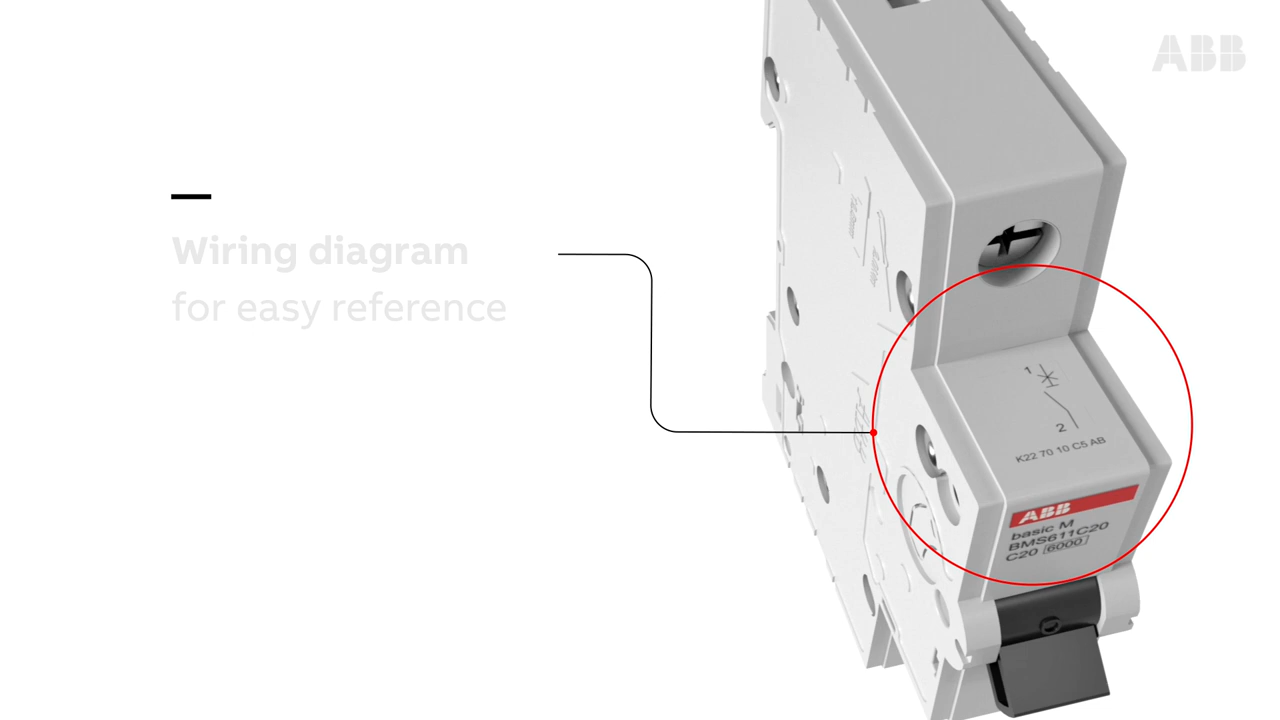 ABB
Wiring diagram
for easy reference
1
2
K22 70 10 C5 AB
ABB
basic M
BMS611C20
C20 6000